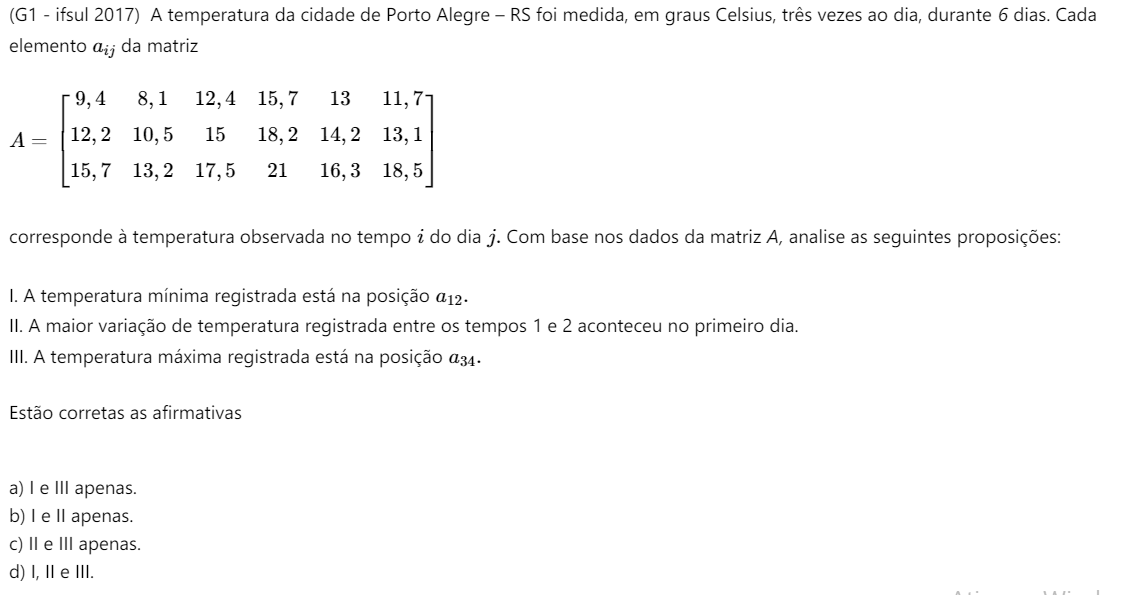 (G1 - ifsul 2017) A temperatura da cidade de Porto Alegre – RS foi medida, em graus Celsius, três vezes ao dia, durante 6 dias. Cada
elemento a_{ij} da matriz
9,4 8,1 12,4 15,7 13 11,7
A = 12,2 10,5 15 18,2 14,2 13,1
15,7 13,2 17,5 21 16,3 18,5
corresponde à temperatura observada no tempo i do dia j. Com base nos dados da matriz A, analise as seguintes proposições:
I. A temperatura mínima registrada está na posição a_{12}.
II. A maior variação de temperatura registrada entre os tempos 1 e 2 aconteceu no primeiro dia.
III. A temperatura máxima registrada está na posição a_{34}.
Estão corretas as afirmativas
a) I e III apenas.
b) I e II apenas.
c) II e III apenas.
d) I, II e III.